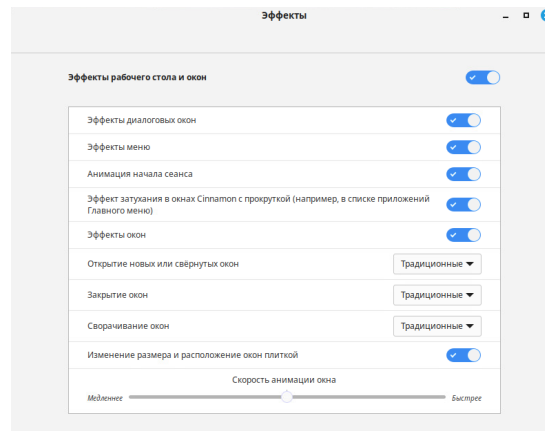 Эффекты
Эффекты рабочего стола и окон
Эффекты диалоговых окон
Эффекты меню
Анимация начала сеанса
Эффект затухания в окнах Cinnamon с прокруткой (например, в списке приложений
Главного меню)
Эффекты окон
Открытие новых или свёрнутых окон Традиционные
Закрытие окон Традиционные
Сворачивание окон Традиционные
Изменение размера и расположение окон плиткой
Скорость анимации окна
Медленнее Быстрее